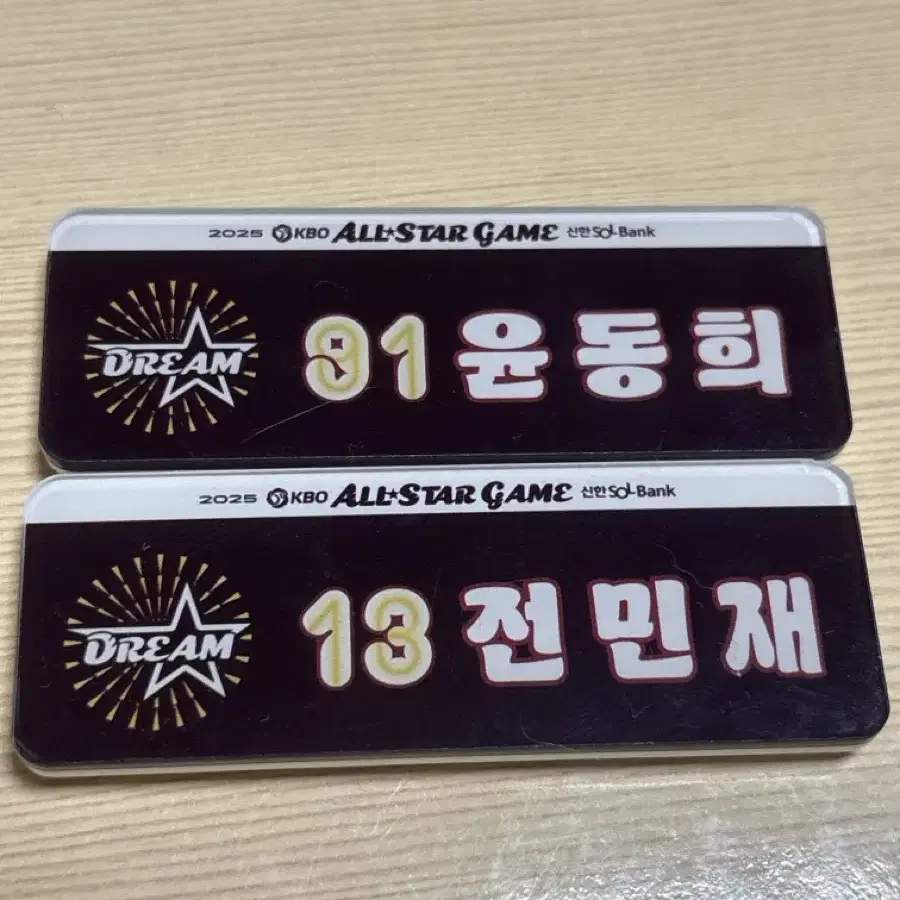 2025 KBO ALL★STAR GAME 신한 SOL Bank
DREAM 91 윤동희
2025 KBO ALL★STAR GAME 신한 SOL Bank
DREAM 13 전민재